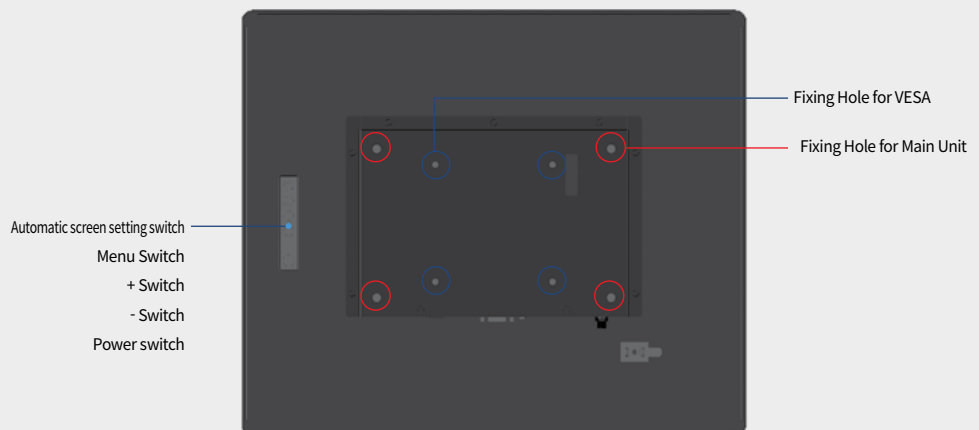 Fixing Hole for VESA
Fixing Hole for Main Unit
Automatic screen setting switch
Menu Switch
+ Switch
- Switch
Power switch